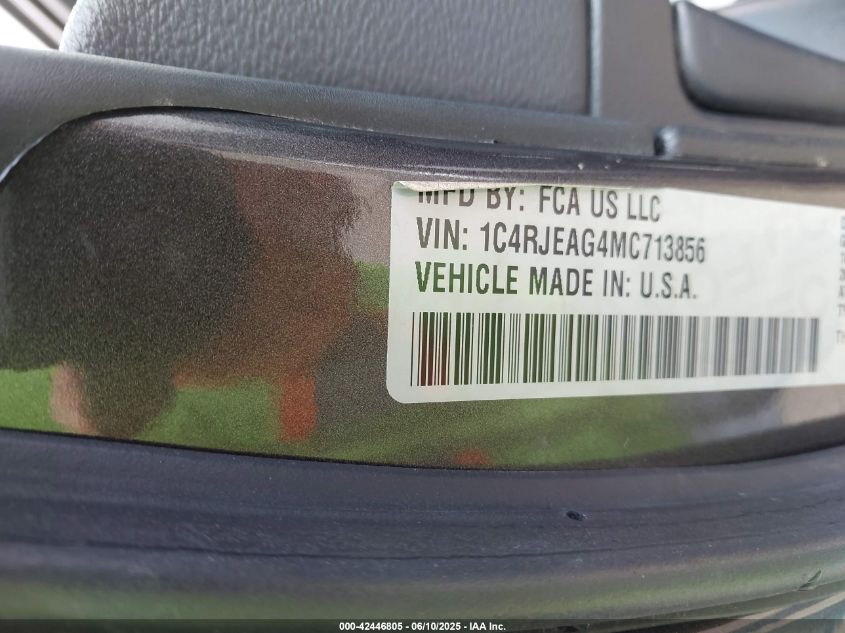 MFD BY: FCA US LLC
VIN: 1C4RJEAG4MC713856
VEHICLE MADE IN: U.S.A.
000-42446805 - 06/10/2025 - IAA Inc.